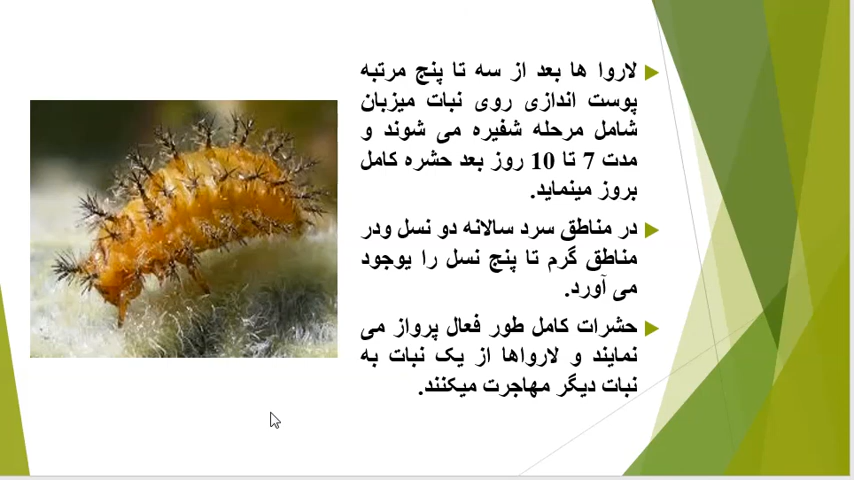 لاروا ها بعد از سه تا پنج مرتبه
پوست اندازی روی نبات میزبان
شامل مرحله شفیره می شوند و
مدت 7 تا 10 روز بعد حشره کامل
بروز مینماید.
در مناطق سرد سالانه دو نسل ودر
مناطق گرم تا پنج نسل را یوجود
می آورد.
حشرات کامل طور فعال پرواز می
نمایند و لارواها از یک نبات به
نبات دیگر مهاجرت میکنند.